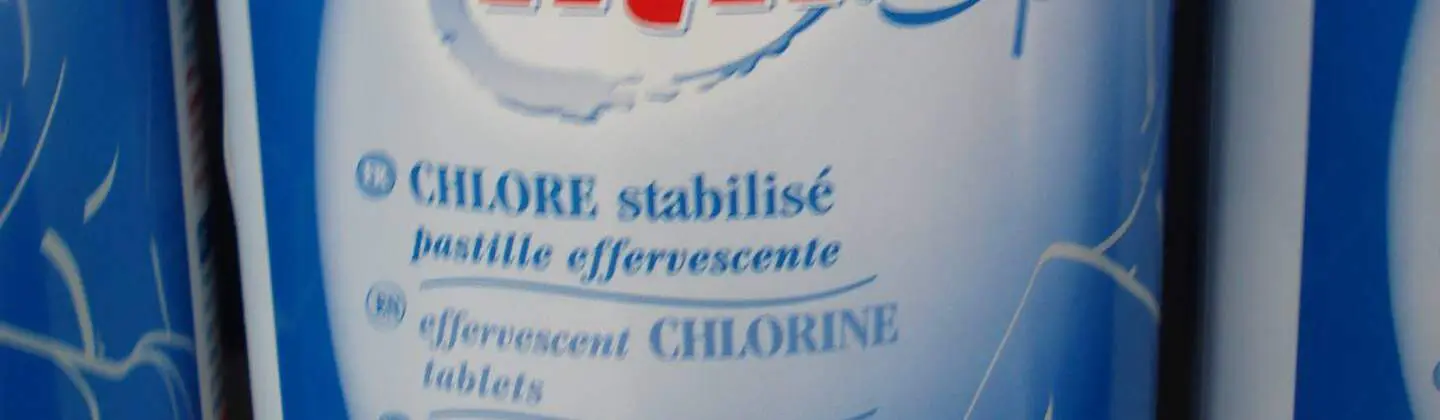 FR CHLORE stabilisé
pastille effervescente
EN effervescent CHLORINE
tablets